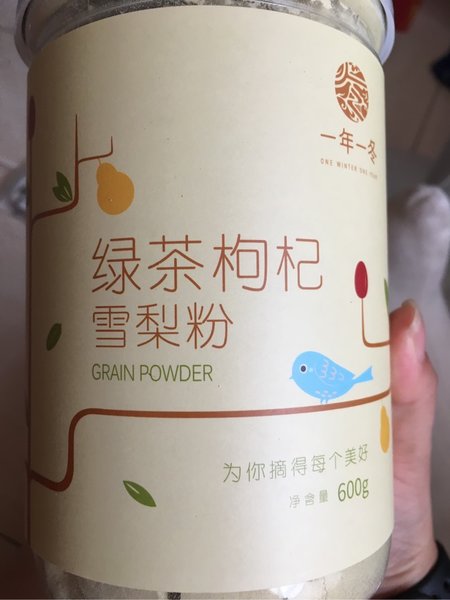 一年一冬
ONE WINTER ONE YEAR
绿茶枸杞
雪梨粉
GRAIN POWDER
为你摘得每个美好
净含量 600g